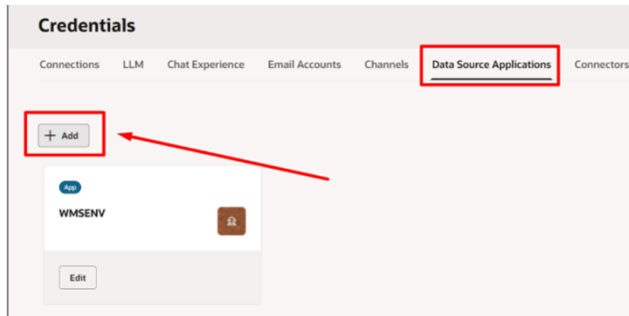 Credentials
Connections LLM Chat Experience Email Accounts Channels Data Source Applications Connectors
+ Add
App
WMSENV
Edit